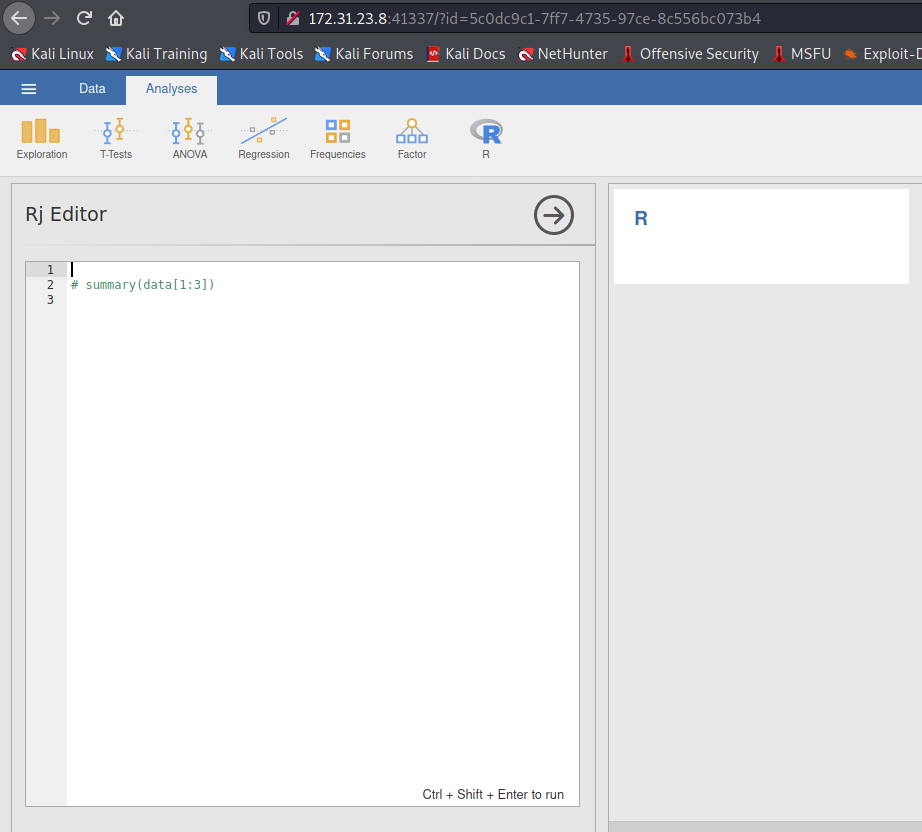 172.31.23.8:41337/?id=5c0dc9c1-7ff7-4735-97ce-8c556bc073b4
Kali Linux Kali Training Kali Tools Kali Forums Kali Docs NetHunter Offensive Security MSFU Exploit-D
Data Analyses
Exploration T-Tests ANOVA Regression Frequencies Factor R
Rj Editor
R
1
2 # summary(data[1:3])
3
Ctrl + Shift + Enter to run